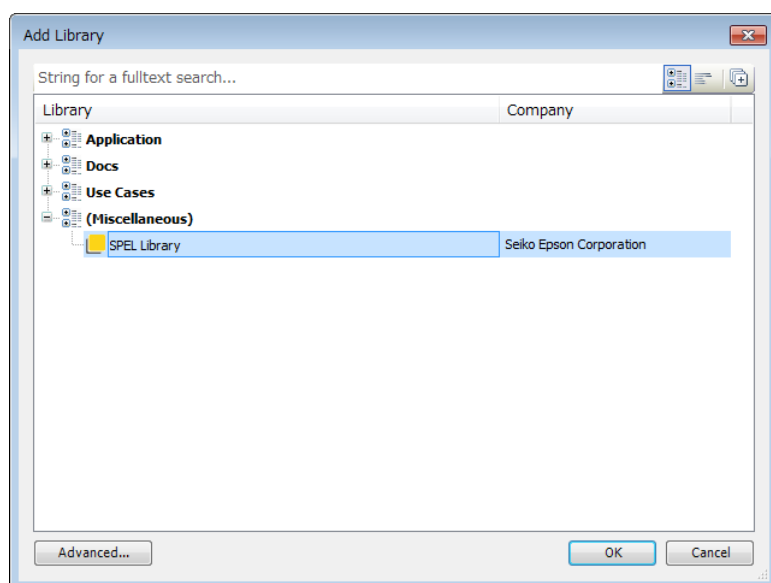 Add Library
String for a fulltext search...
Library Company
Application
Docs
Use Cases
(Miscellaneous)
SPEL Library Seiko Epson Corporation
Advanced... OK Cancel